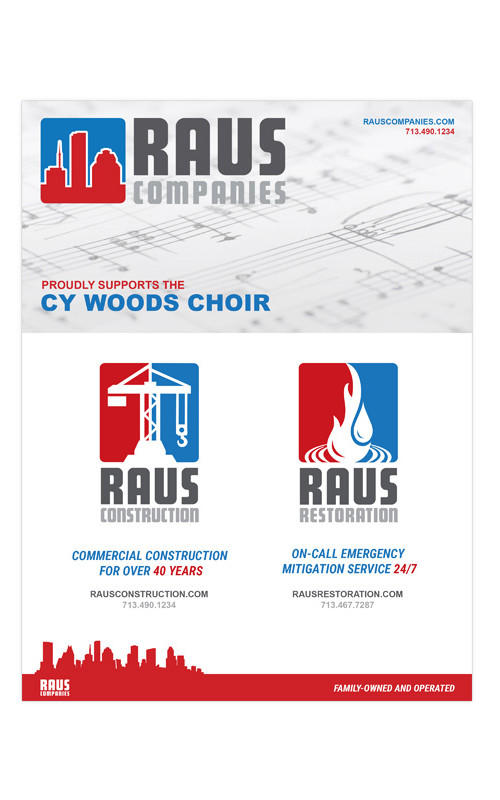 RAUS
COMPANIES
RAUSCOMPANIES.COM
713.490.1234
PROUDLY SUPPORTS THE
CY WOODS CHOIR
RAUS
CONSTRUCTION
COMMERCIAL CONSTRUCTION
FOR OVER 40 YEARS
RAUSCONSTRUCTION.COM
713.490.1234
RAUS
RESTORATION
ON-CALL EMERGENCY
MITIGATION SERVICE 24/7
RAUSRESTORATION.COM
713.467.7287
RAUS
COMPANIES
FAMILY-OWNED AND OPERATED